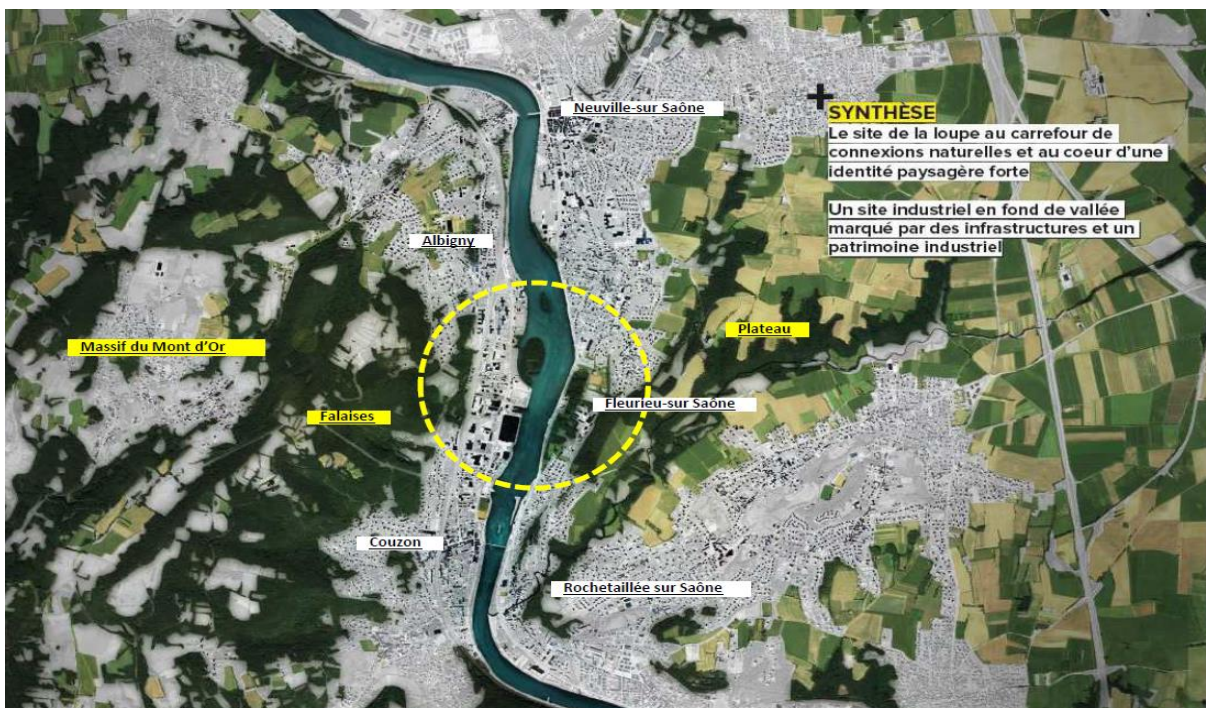 Neuville-sur Saône
+
SYNTHÈSE
Le site de la loupe au carrefour de
connexions naturelles et au coeur d'une
identité paysagère forte
Un site industriel en fond de vallée
marqué par des infrastructures et un
patrimoine industriel
Albigny
Plateau
Massif du Mont d'Or
Falaises
Fleurieu-sur Saône
Couzon
Rochetaillée sur Saône